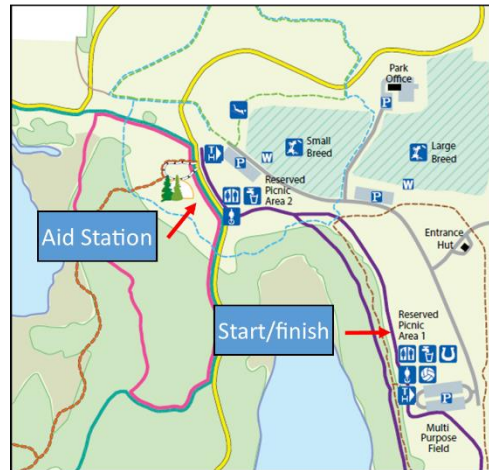 Park
Office
P
Small
Breed
Large
Breed
P
W
W
P
Reserved
Picnic
Area 2
Aid Station
Entrance
Hut
Start/finish
Reserved
Picnic
Area 1
P
Multi
Purpose
Field